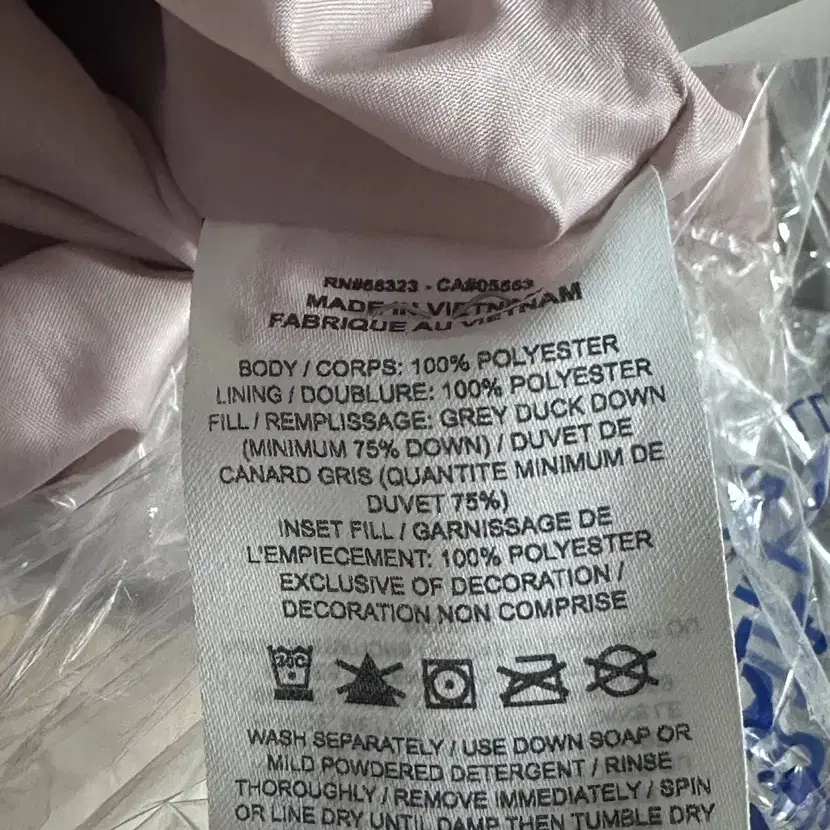 RN#56323 - CA#05553
MADE IN VIETNAM
FABRIQUE AU VIETNAM
BODY / CORPS: 100% POLYESTER
LINING / DOUBLURE: 100% POLYESTER
FILL / REMPLISSAGE: GREY DUCK DOWN
(MINIMUM 75% DOWN) / DUVET DE
CANARD GRIS (QUANTITE MINIMUM DE
DUVET 75%)
INSET FILL / GARNISSAGE DE
L'EMPIECEMENT: 100% POLYESTER
EXCLUSIVE OF DECORATION /
DECORATION NON COMPRISE
30C
WASH SEPARATELY / USE DOWN SOAP OR
MILD POWDERED DETERGENT / RINSE
THOROUGHLY / REMOVE IMMEDIATELY / SPIN
OR LINE DRY UNTIL DAMP THEN TUMBLE DRY